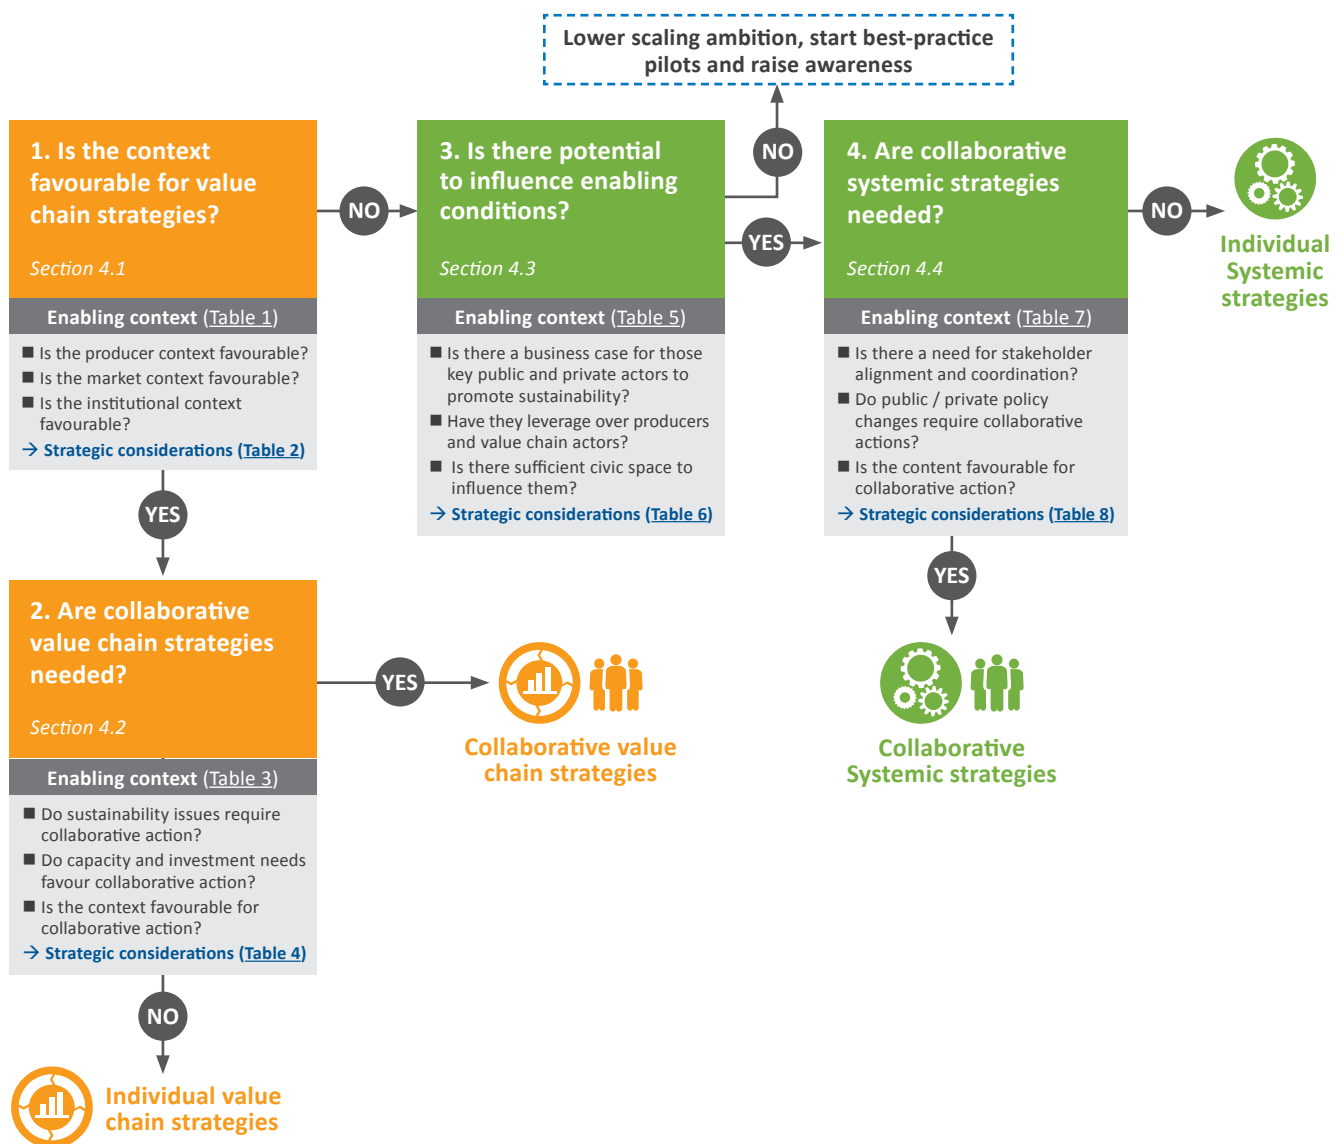 Lower scaling ambition, start best-practice
pilots and raise awareness
1. Is the context
favourable for value
chain strategies?
Section 4.1
Enabling context (Table 1)
■ Is the producer context favourable?
■ Is the market context favourable?
■ Is the institutional context
favourable?
→ Strategic considerations (Table 2)
NO
3. Is there potential
to influence enabling
conditions?
Section 4.3
Enabling context (Table 5)
■ Is there a business case for those
key public and private actors to
promote sustainability?
■ Have they leverage over producers
and value chain actors?
■ Is there sufficient civic space to
influence them?
→ Strategic considerations (Table 6)
NO
YES
4. Are collaborative
systemic strategies
needed?
Section 4.4
Enabling context (Table 7)
■ Is there a need for stakeholder
alignment and coordination?
■ Do public / private policy
changes require collaborative
actions?
■ Is the content favourable for
collaborative action?
→ Strategic considerations (Table 8)
NO
Individual
Systemic
strategies
YES
YES
2. Are collaborative
value chain strategies
needed?
Section 4.2
Enabling context (Table 3)
■ Do sustainability issues require
collaborative action?
■ Do capacity and investment needs
favour collaborative action?
■ Is the context favourable for
collaborative action?
→ Strategic considerations (Table 4)
YES
Collaborative value
chain strategies
Collaborative
Systemic strategies
NO
Individual value
chain strategies